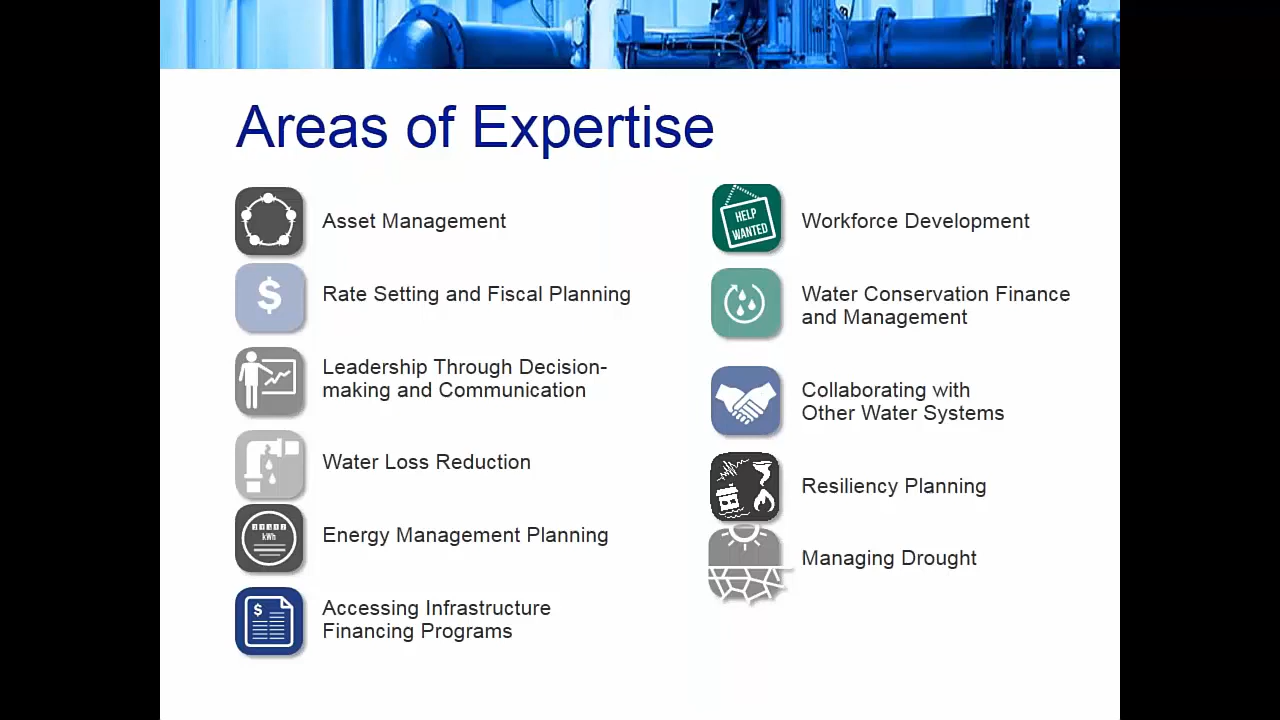 Areas of Expertise
Asset Management
Rate Setting and Fiscal Planning
Leadership Through Decision-
making and Communication
Water Loss Reduction
Energy Management Planning
kWh
Accessing Infrastructure
Financing Programs
$
$
HELP
WANTED
Workforce Development
Water Conservation Finance
and Management
Collaborating with
Other Water Systems
Resiliency Planning
Managing Drought